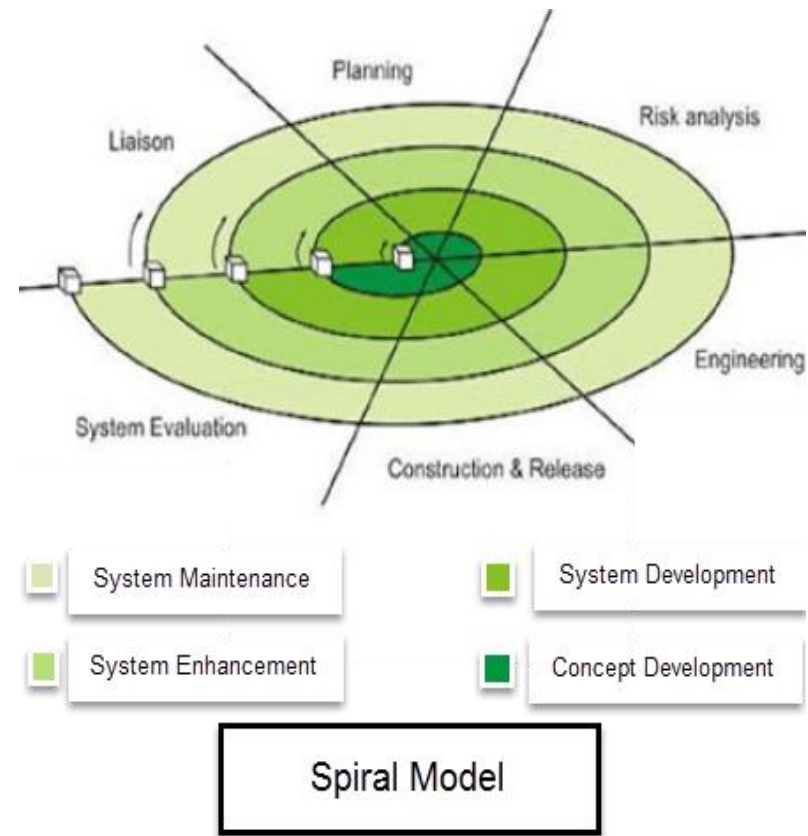 Planning
Risk analysis
Liaison
Engineering
System Evaluation
Construction & Release
System Maintenance
System Development
System Enhancement
Concept Development
Spiral Model